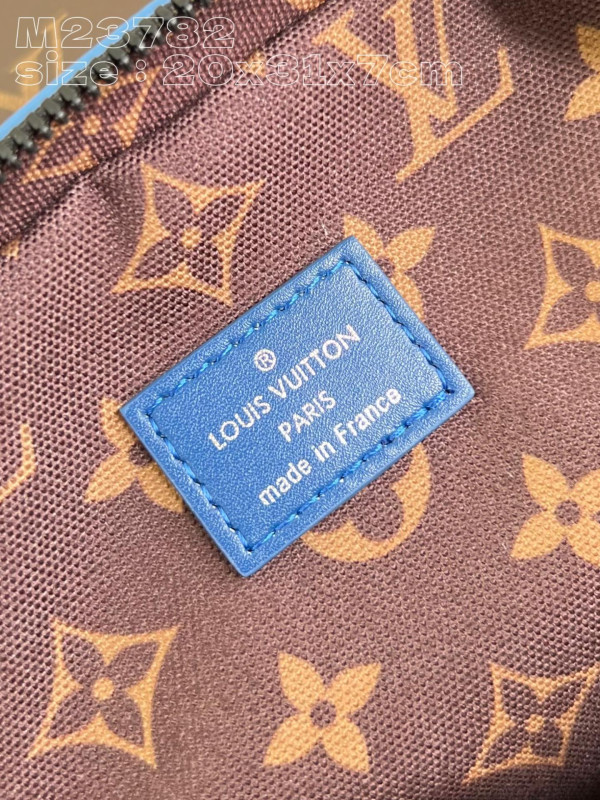 M23782
size : 20x31x7cm
®
LOUIS VUITTON
PARIS
made in France